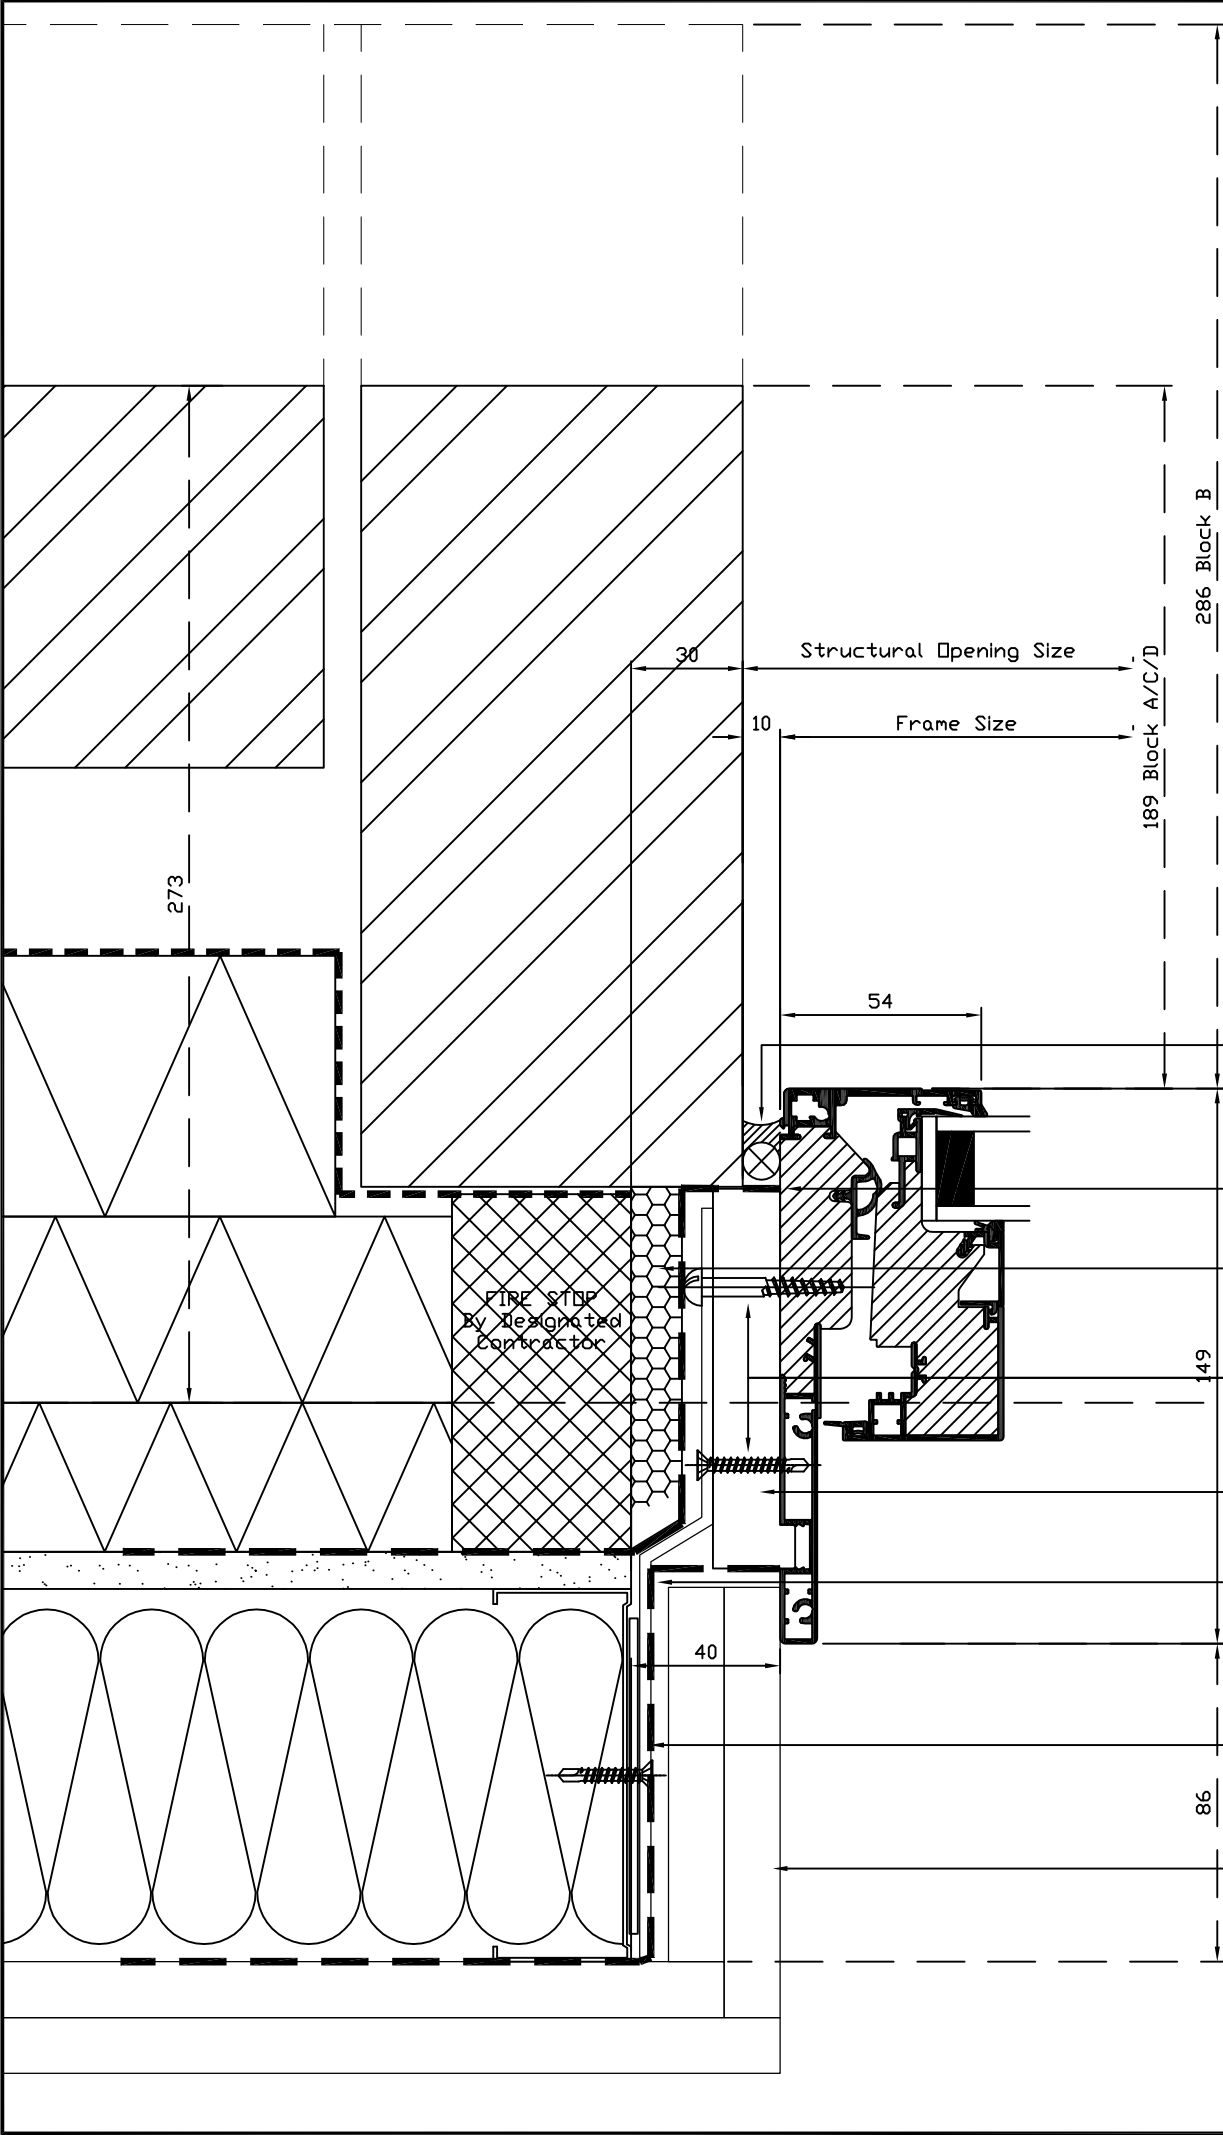 286 Block B
30
Structural Opening Size
189 Block A/C/D
10
Frame Size
273
54
FIRE STOP
By Designated
Contractor
149
40
86